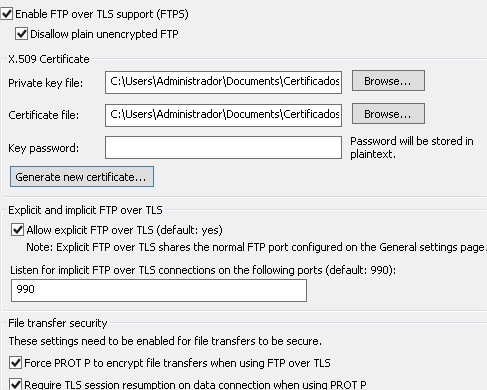 Enable FTP over TLS support (FTPS)
Disallow plain unencrypted FTP
X.509 Certificate
Private key file: C:\Users\Administrador\Documents\Certificados Browse...
Certificate file: C:\Users\Administrador\Documents\Certificados Browse...
Key password: Password will be stored in
plaintext.
Generate new certificate...
Explicit and implicit FTP over TLS
Allow explicit FTP over TLS (default: yes)
Note: Explicit FTP over TLS shares the normal FTP port configured on the General settings page.
Listen for implicit FTP over TLS connections on the following ports (default: 990):
990
File transfer security
These settings need to be enabled for file transfers to be secure.
Force PROT P to encrypt file transfers when using FTP over TLS
Require TLS session resumption on data connection when using PROT P